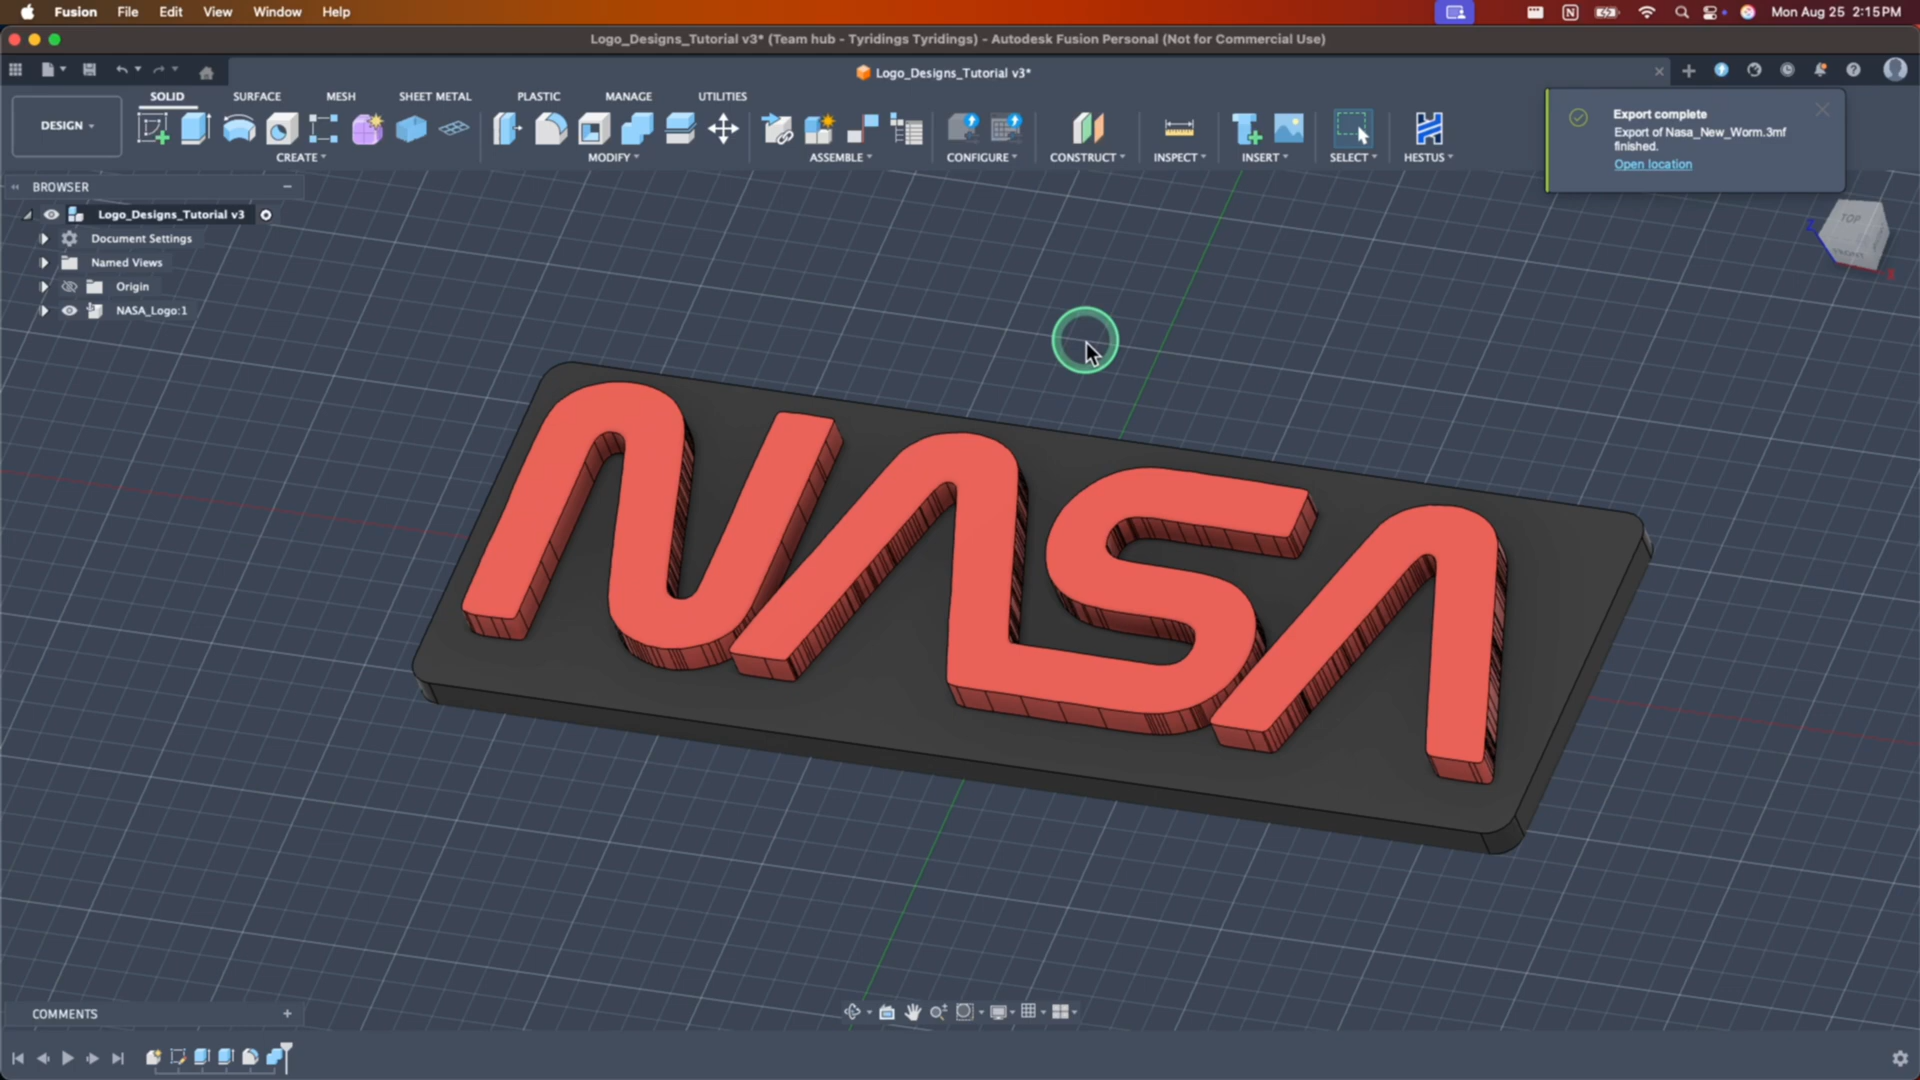 Fusion File Edit View Window Help Mon Aug 25 2:15PM
Logo_Designs_Tutorial v3* (Team hub - Tyridings Tyridings) - Autodesk Fusion Personal (Not for Commercial Use)
Logo_Designs_Tutorial v3*
SOLID SURFACE MESH SHEET METAL PLASTIC MANAGE UTILITIES
DESIGN
CREATE MODIFY ASSEMBLE CONFIGURE CONSTRUCT INSPECT INSERT SELECT HESTUS
Export complete
Export of Nasa_New_Worm.3mf
finished.
Open location
BROWSER
Logo_Designs_Tutorial v3
Document Settings
Named Views
Origin
NASA_Logo:1
TOP
Z
X
NASA
COMMENTS